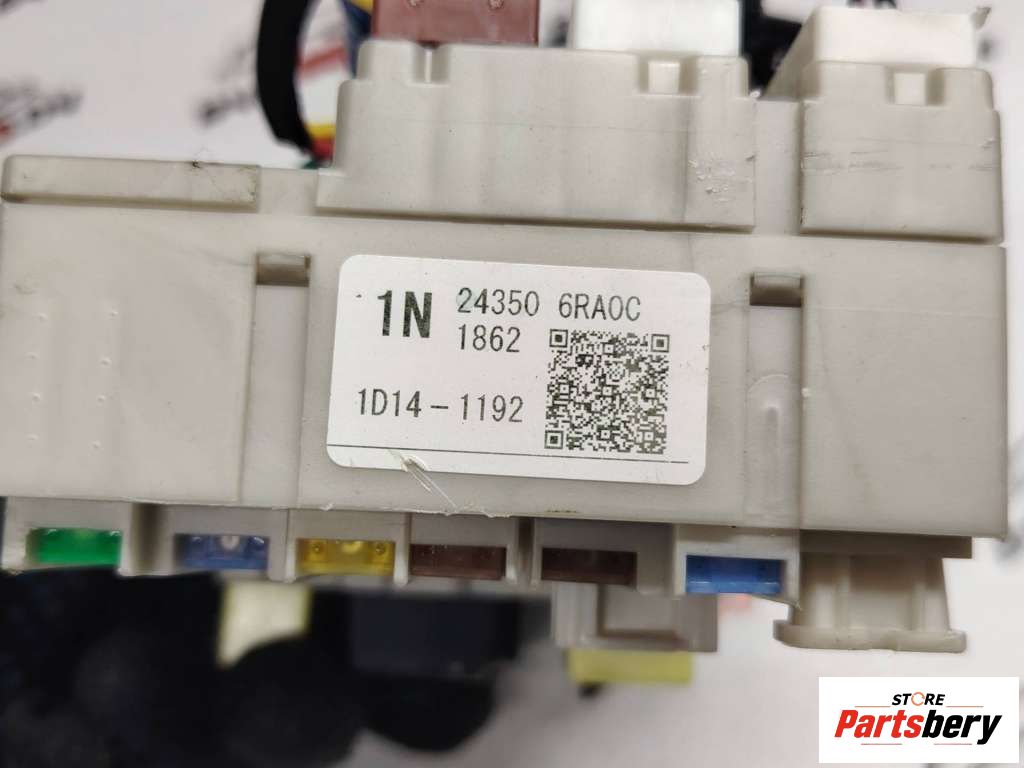 1N 24350 6RA0C
1862
1D14-1192
STORE
Partsbery